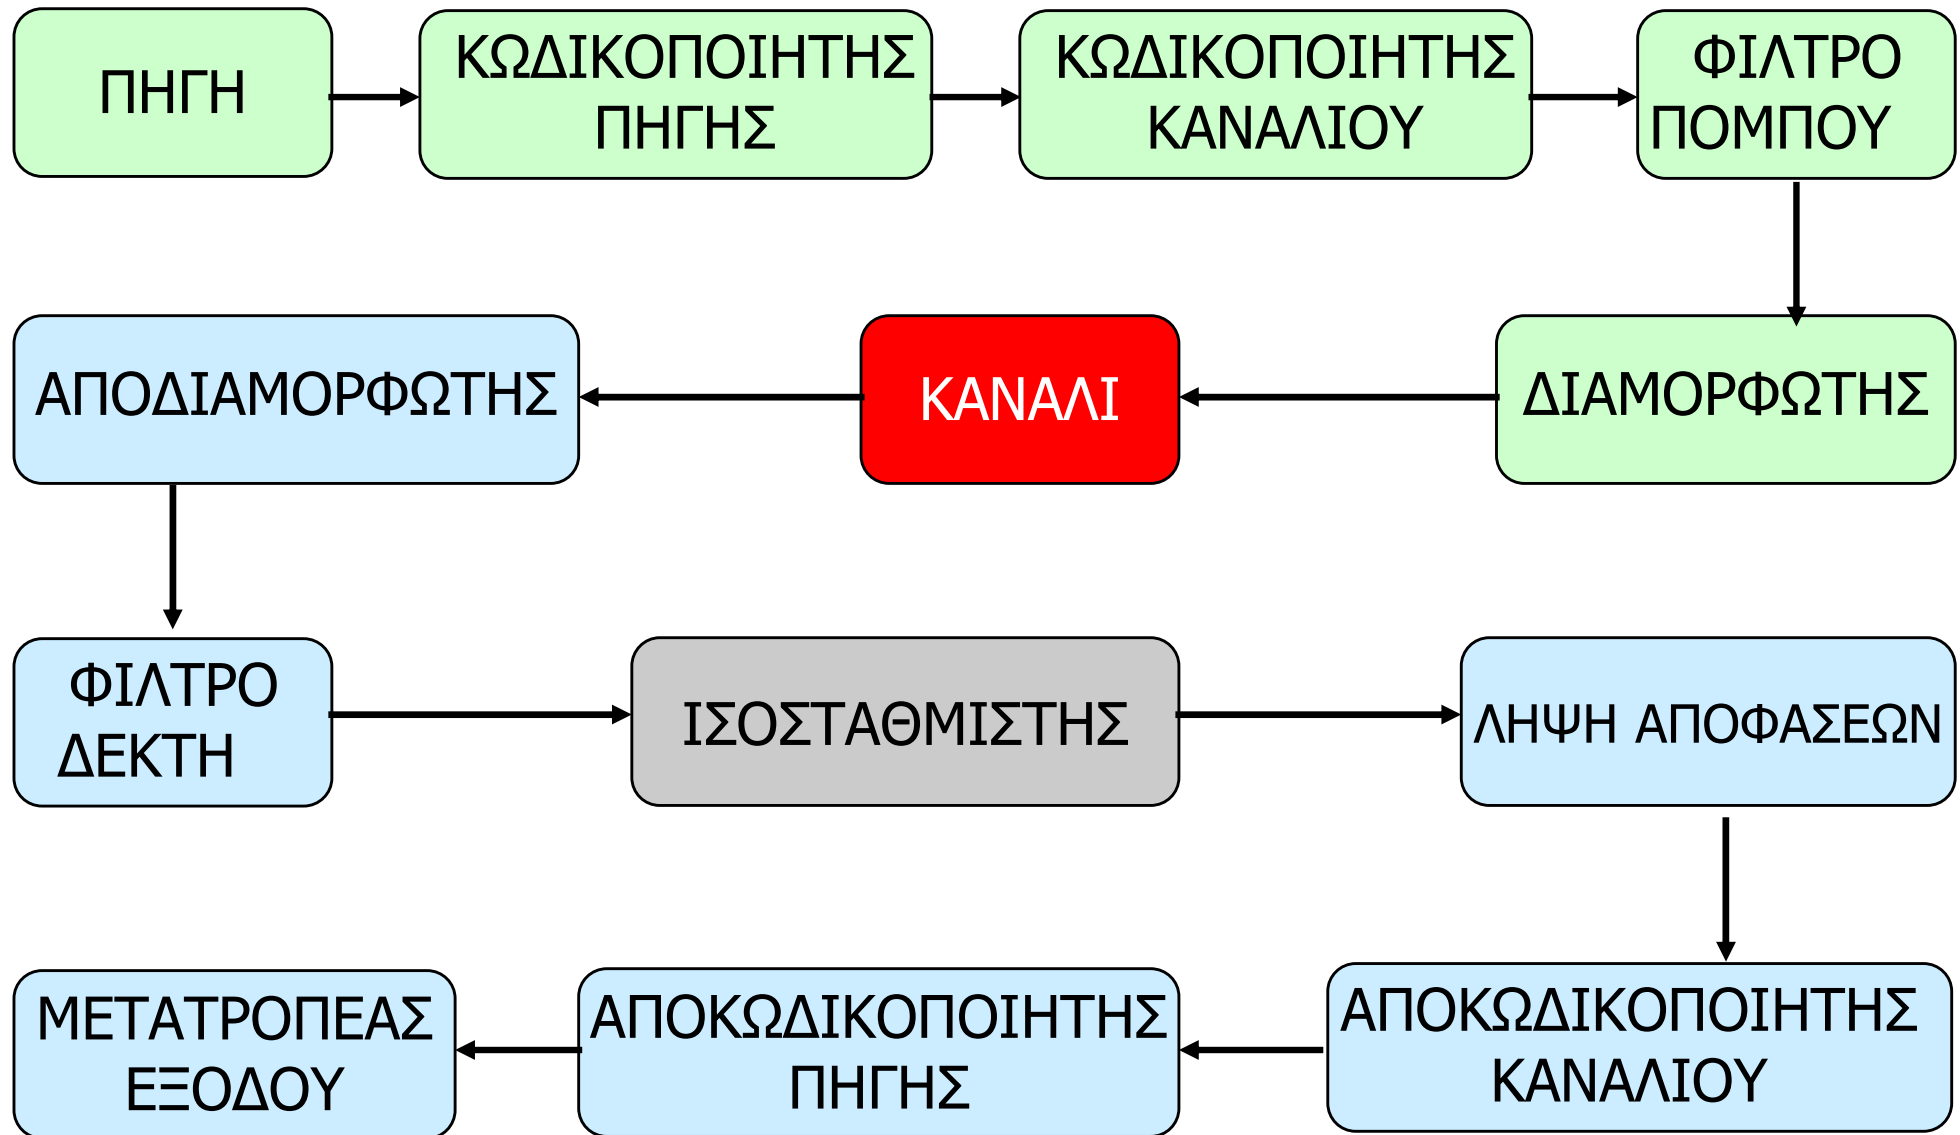 ΠΗΓΗ
ΚΩΔΙΚΟΠΟΙΗΤΗΣ
ΠΗΓΗΣ
ΚΩΔΙΚΟΠΟΙΗΤΗΣ
ΚΑΝΑΛΙΟΥ
ΦΙΛΤΡΟ
ΠΟΜΠΟΥ
ΔΙΑΜΟΡΦΩΤΗΣ
ΚΑΝΑΛΙ
ΑΠΟΔΙΑΜΟΡΦΩΤΗΣ
ΦΙΛΤΡΟ
ΔΕΚΤΗ
ΙΣΟΣΤΑΘΜΙΣΤΗΣ
ΛΗΨΗ ΑΠΟΦΑΣΕΩΝ
ΑΠΟΚΩΔΙΚΟΠΟΙΗΤΗΣ
ΚΑΝΑΛΙΟΥ
ΑΠΟΚΩΔΙΚΟΠΟΙΗΤΗΣ
ΠΗΓΗΣ
ΜΕΤΑΤΡΟΠΕΑΣ
ΕΞΟΔΟΥ